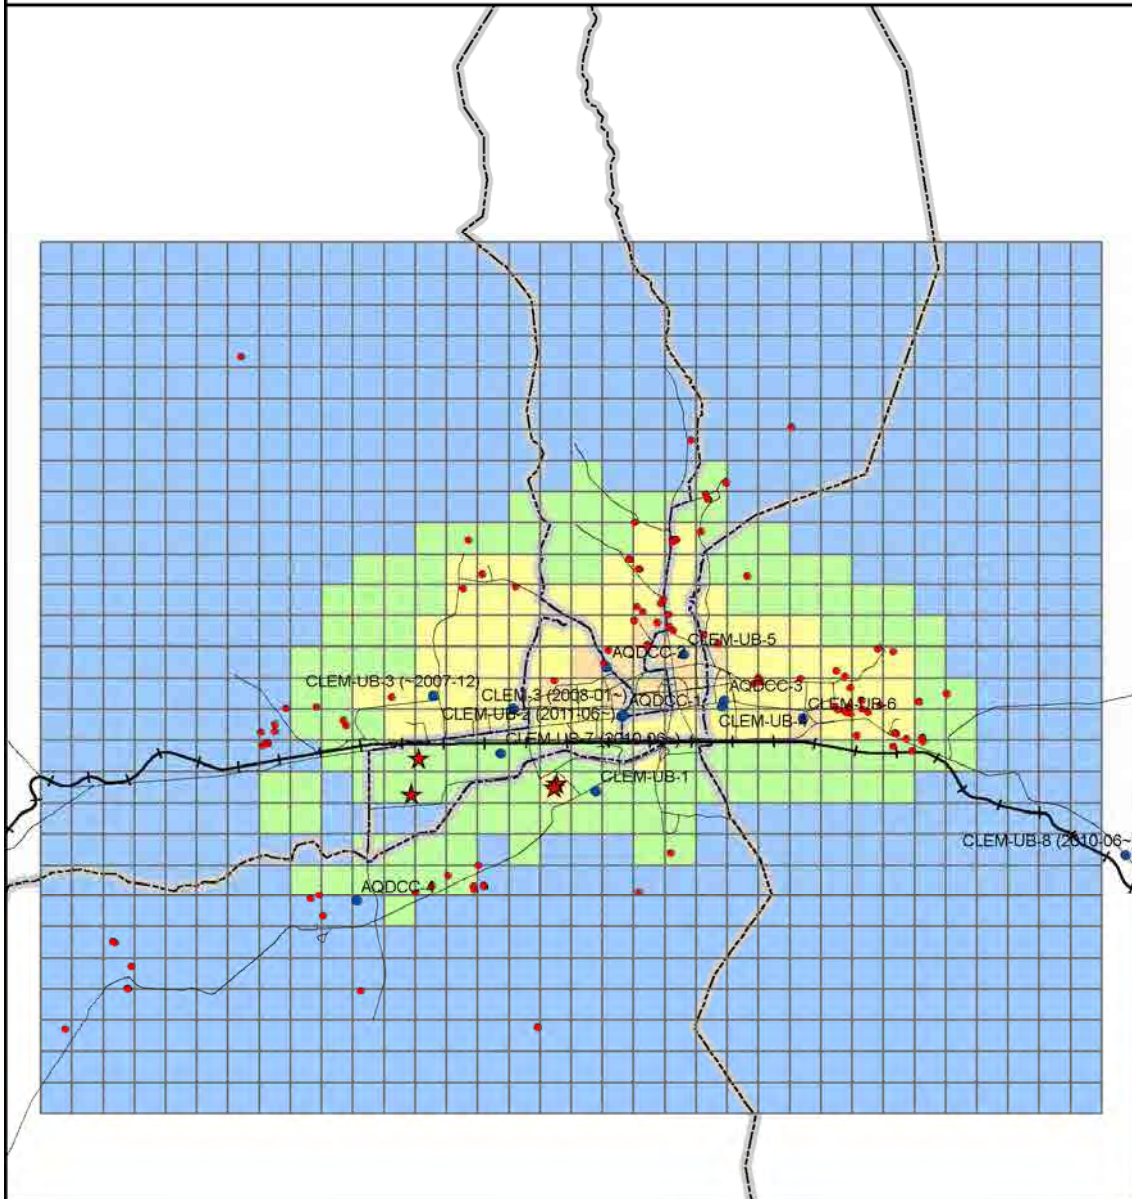 CLEM-UB-5
AQDCC-2
CLEM-UB-3 (~2007-12)
AQDCC-3
CLEM-3 (2008-01~)
AQDCC-1
CLEM-UB-6
CLEM-UB-2 (2011-06~)
CLEM-UB-4
CLEM-UB-7 (2010-06~)
CLEM-UB-1
CLEM-UB-8 (2010-06~
AQDCC-4